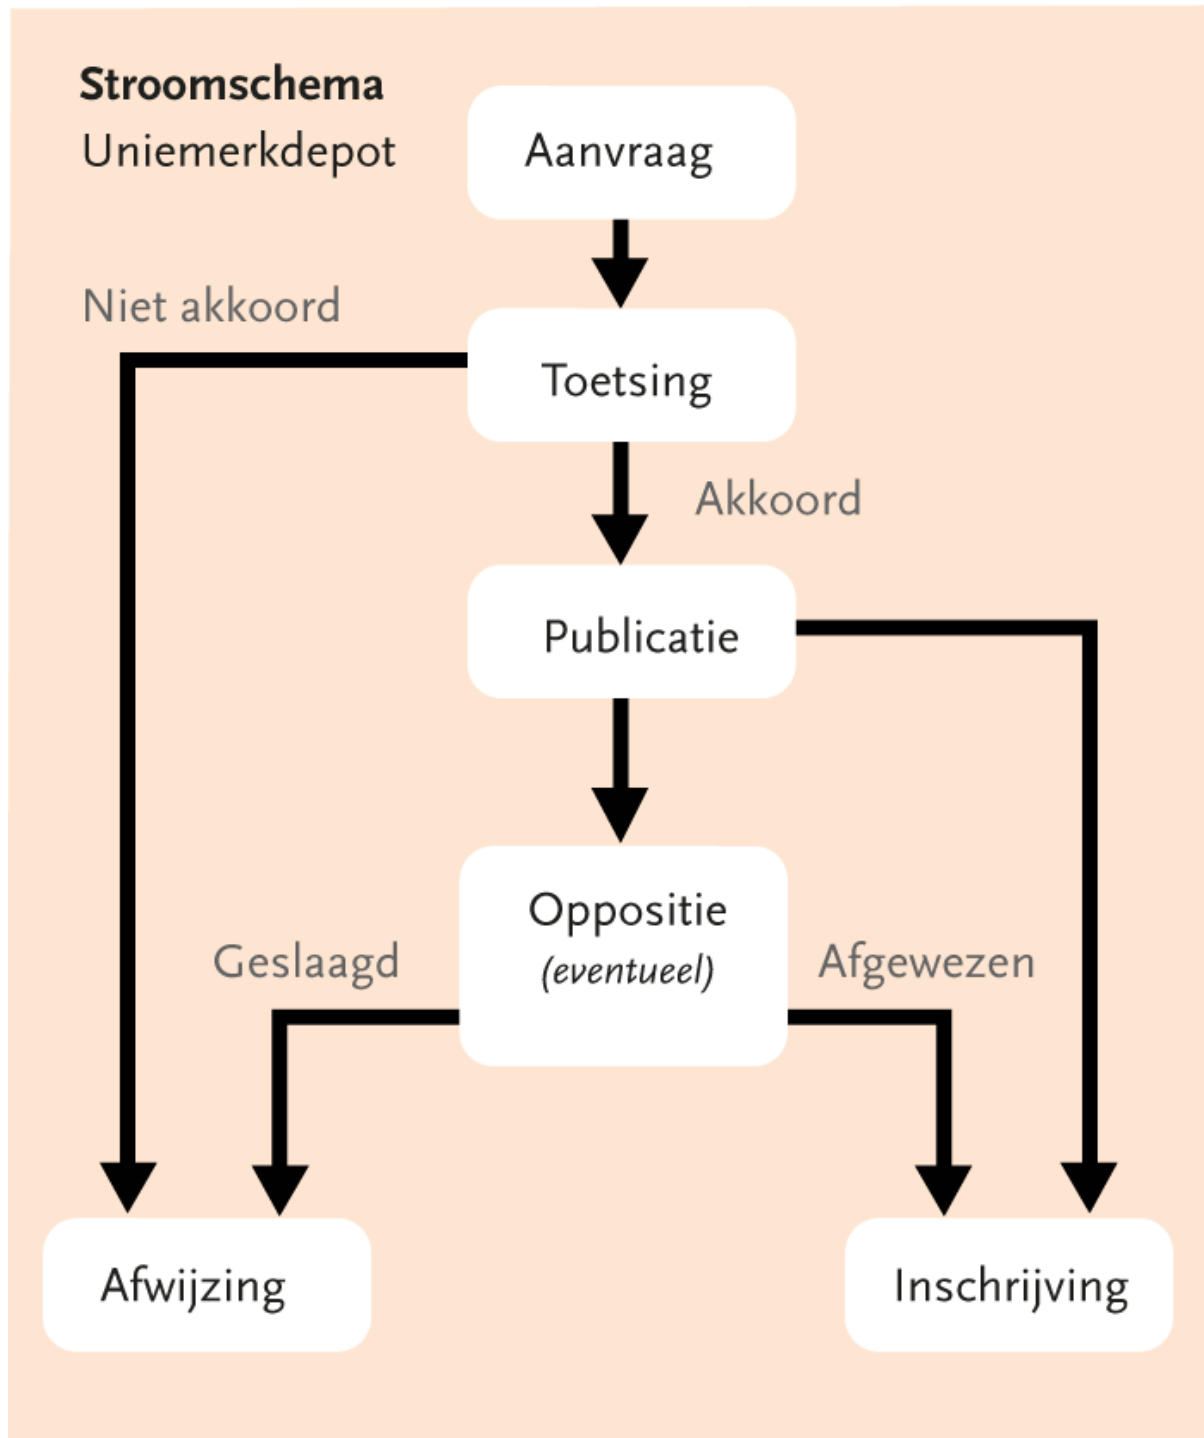 Stroomschema
Uniemerkdepot
Aanvraag
Niet akkoord
Toetsing
Akkoord
Publicatie
Oppositie
(eventueel)
Geslaagd
Afgewezen
Afwijzing
Inschrijving